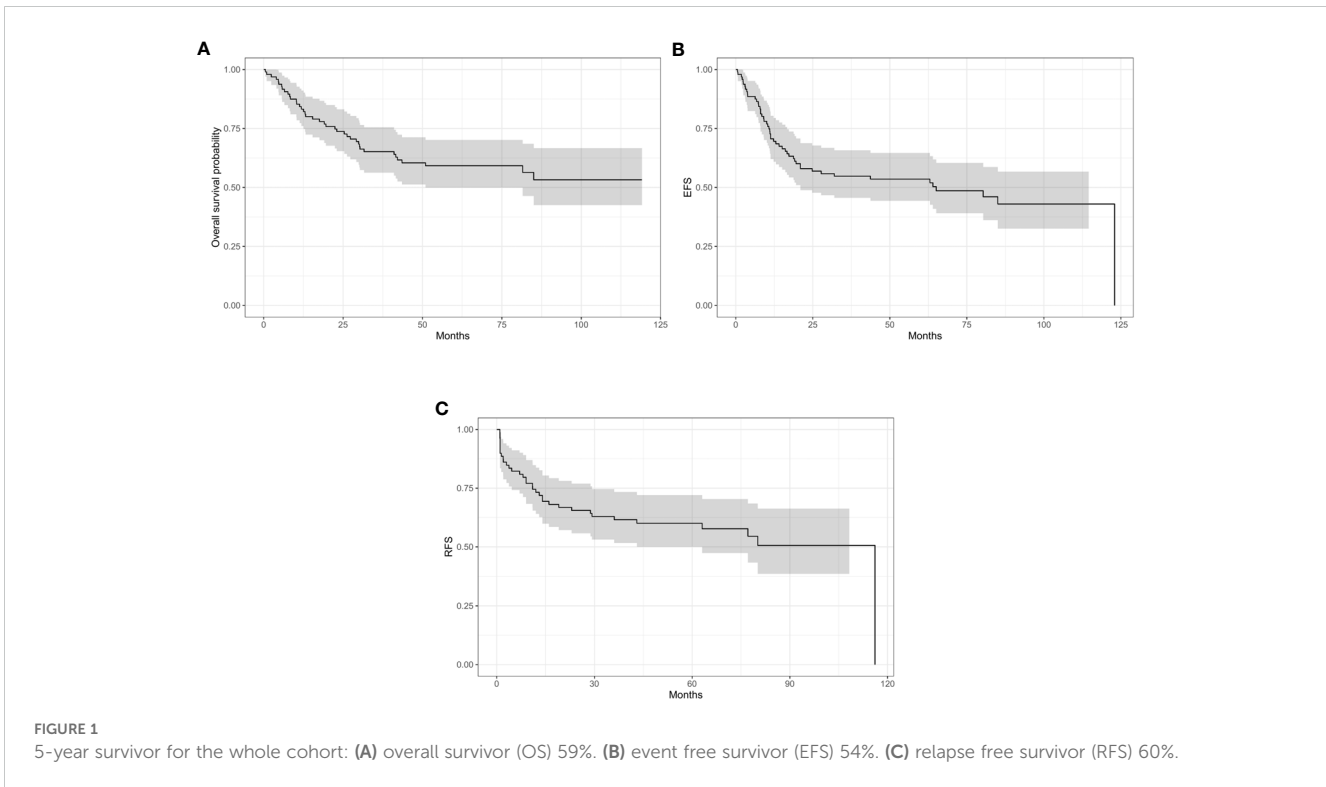 A
1.00
0.75
0.50
0.25
0.00
Overall survival probability
0 25 50 75 100 125
Months
B
1.00
0.75
0.50
0.25
0.00
EFS
0 25 50 75 100 125
Months
C
1.00
0.75
0.50
0.25
0.00
RFS
0 30 60 90 120
Months
FIGURE 1
5-year survivor for the whole cohort: (A) overall survivor (OS) 59%. (B) event free survivor (EFS) 54%. (C) relapse free survivor (RFS) 60%.